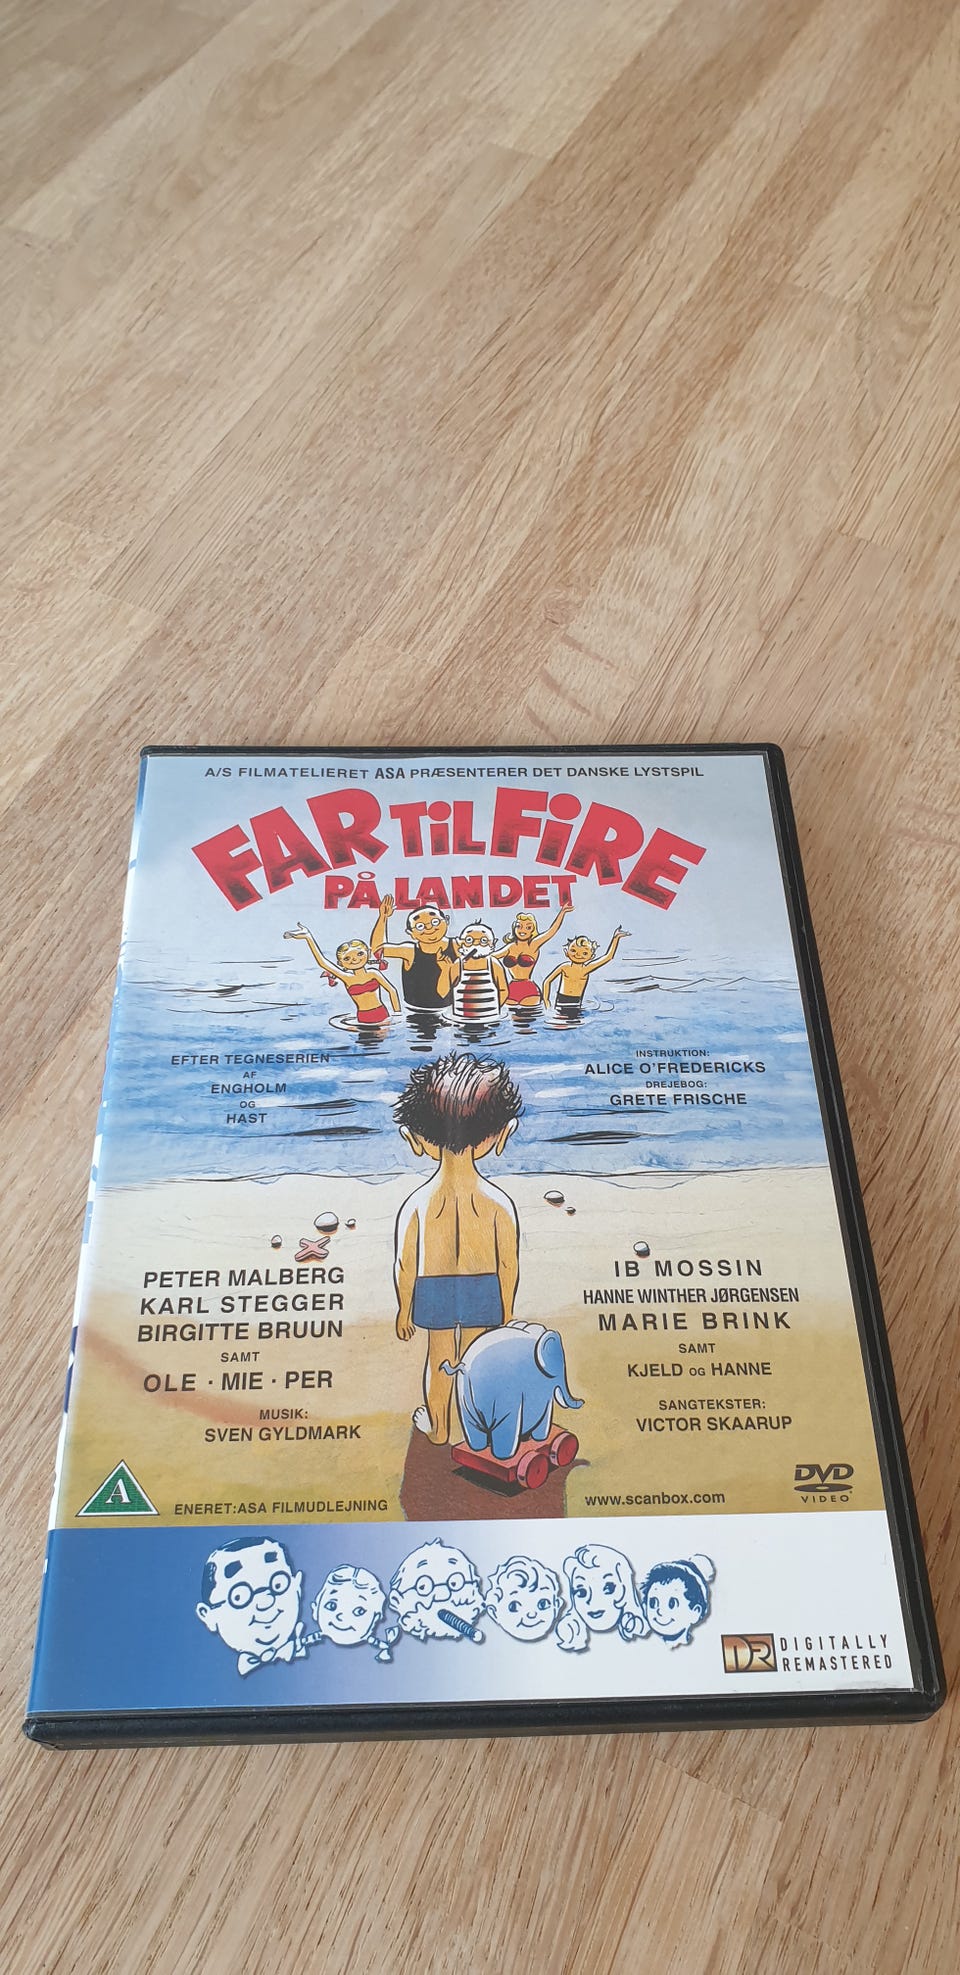 A/S FILMATELIERET ASA PRÆSENTERER DET DANSKE LYSTSPIL
FAR TiL FiRE
PÅ LANDET
EFTER TEGNESERIEN
AF
ENGHOLM
OG
HAST
INSTRUKTION:
ALICE O'FREDERICKS
DREJEBOG:
GRETE FRISCHE
PETER MALBERG
KARL STEGGER
BIRGITTE BRUUN
SAMT
OLE · MIE · PER
MUSIK:
SVEN GYLDMARK
IB MOSSIN
HANNE WINTHER JØRGENSEN
MARIE BRINK
SAMT
KJELD OG HANNE
SANGTEKSTER:
VICTOR SKAARUP
A
ENERET:ASA FILMUDLEJNING
www.scanbox.com
DVD
VIDEO
DR DIGITALLY
REMASTERED